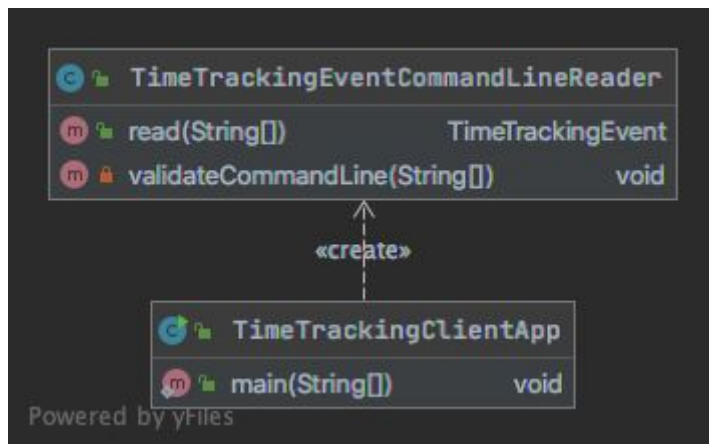 TimeTrackingEventCommandLineReader
read(String[]) TimeTrackingEvent
validateCommandLine(String[]) void
«create»
TimeTrackingClientApp
main(String[]) void
Powered by yFiles